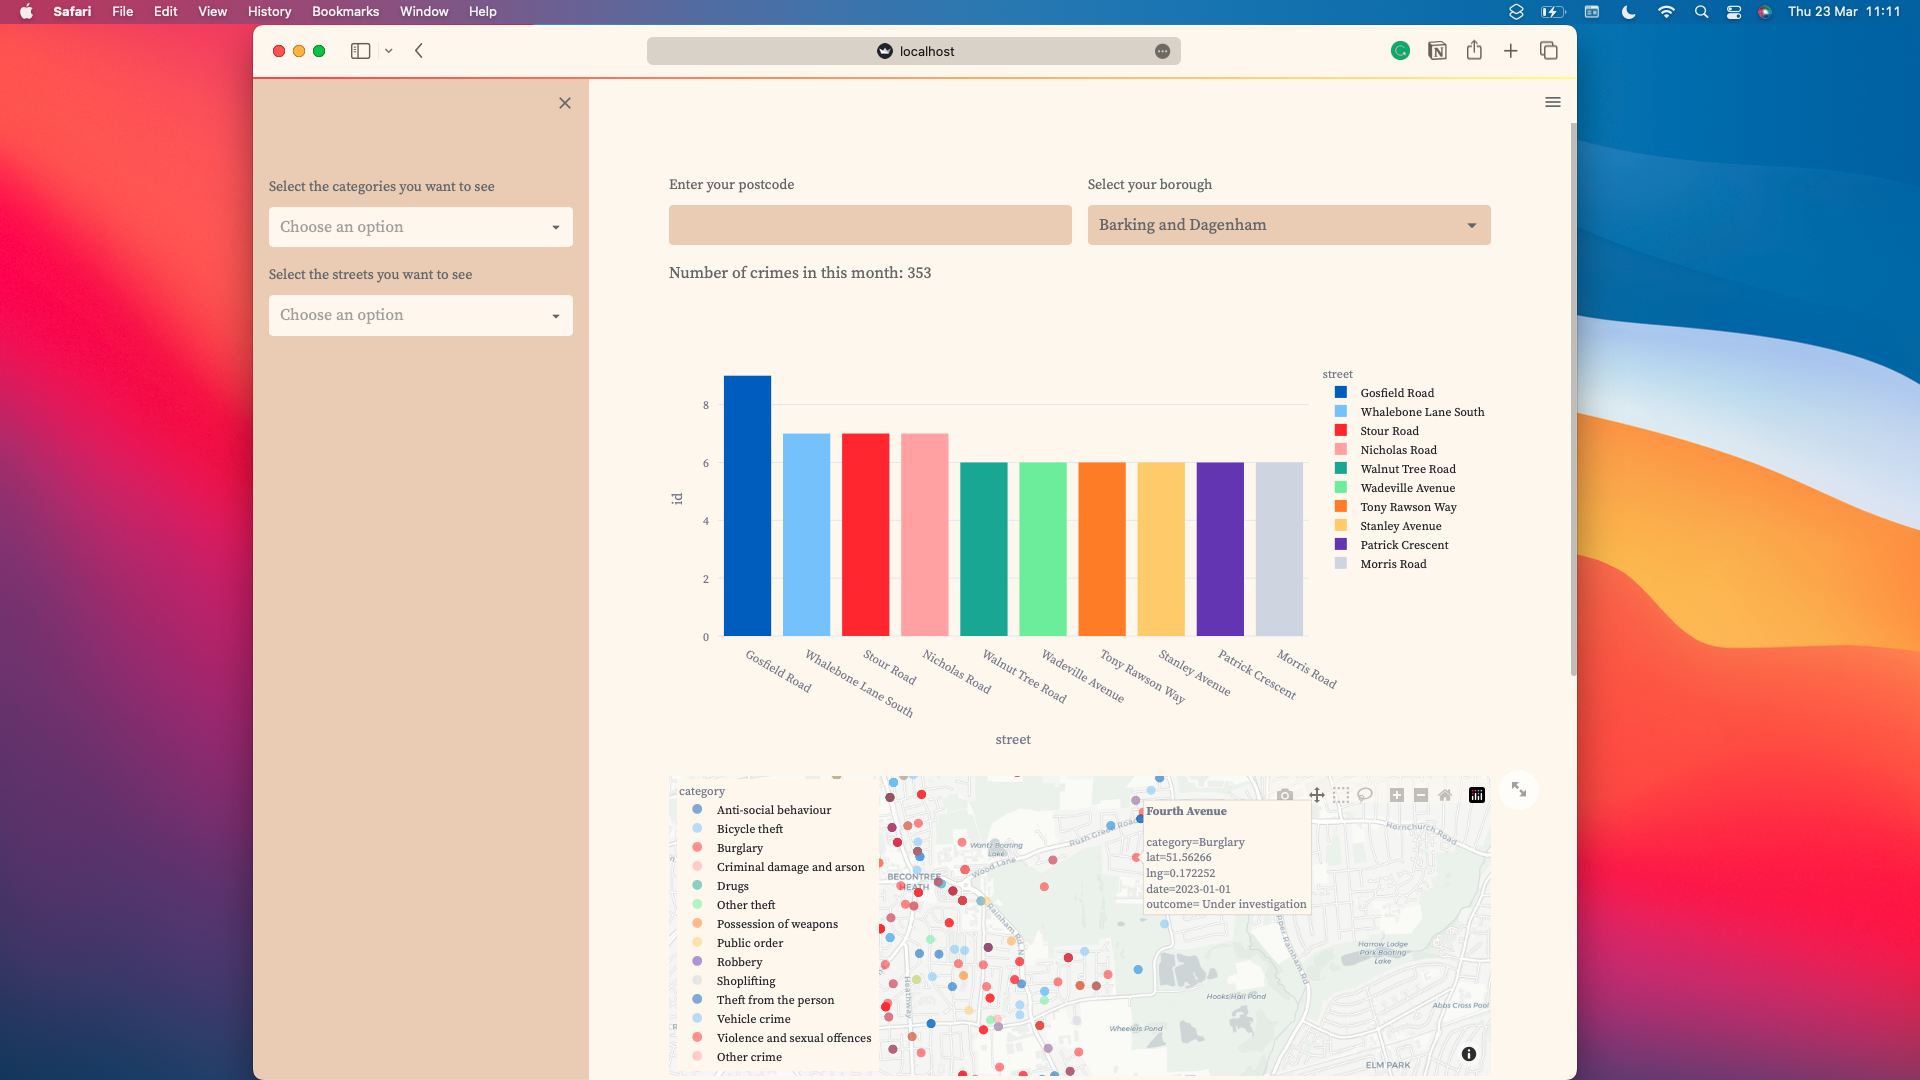 Safari File Edit View History Bookmarks Window Help
Thu 23 Mar 11:11
localhost
Select the categories you want to see
Choose an option
Select the streets you want to see
Choose an option
Enter your postcode
Select your borough
Barking and Dagenham
Number of crimes in this month: 353
id
8
6
4
2
0
Gosfield Road
Whalebone Lane South
Stour Road
Nicholas Road
Walnut Tree Road
Wadeville Avenue
Tony Rawson Way
Stanley Avenue
Patrick Crescent
Morris Road
street
street
Gosfield Road
Whalebone Lane South
Stour Road
Nicholas Road
Walnut Tree Road
Wadeville Avenue
Tony Rawson Way
Stanley Avenue
Patrick Crescent
Morris Road
category
Anti-social behaviour
Bicycle theft
Burglary
Criminal damage and arson
Drugs
Other theft
Possession of weapons
Public order
Robbery
Shoplifting
Theft from the person
Vehicle crime
Violence and sexual offences
Other crime
Fourth Avenue
category=Burglary
lat=51.56266
lng=0.172252
date=2023-01-01
outcome= Under investigation
Wantz Boating
Lake
Rush Green Road
Wood Lane
BECONTREE
HEATH
Rainham Rd N
Heathway
Hornchurch Road
pper Rainham Rd
Harrow Lodge
Park Boating
Lake
Hooks Hall Pond
Wheelers Pond
Abbs Cross Pool
ELM PARK